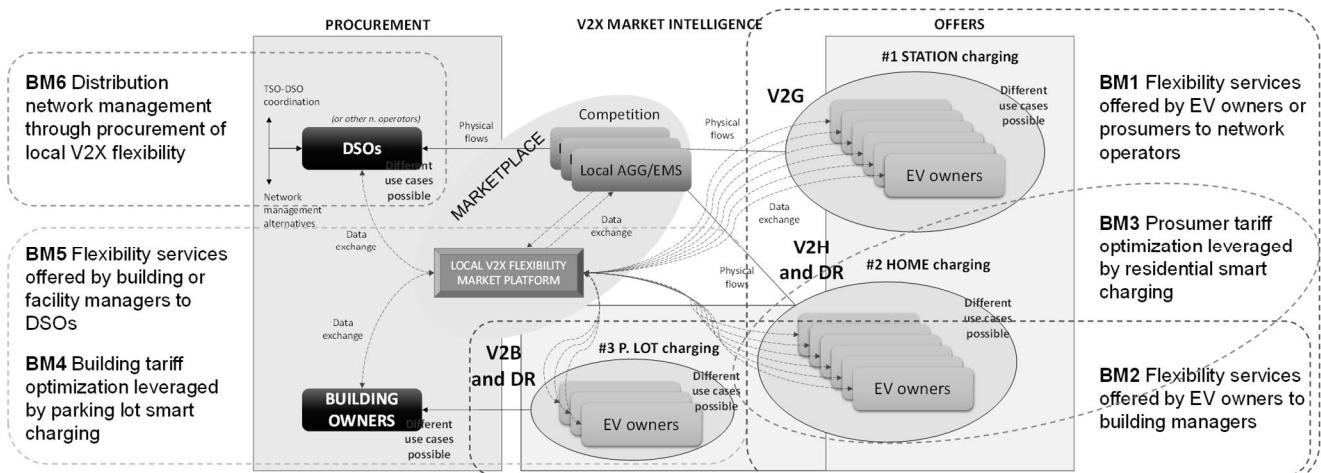 PROCUREMENT
V2X MARKET INTELLIGENCE
OFFERS
BM6 Distribution
network management
through procurement of
local V2X flexibility
TSO-DSO
coordination
(or other n. operators)
DSOs
Different
use cases
possible
Network
management
alternatives
Physical
flows
Competition
Local AGG/EMS
MARKETPLACE
Data
exchange
Data
exchange
LOCAL V2X FLEXIBILITY
MARKET PLATFORM
BM5 Flexibility services
offered by building or
facility managers to
DSOs
BM4 Building tariff
optimization leveraged
by parking lot smart
charging
Data
exchange
BUILDING
OWNERS
Different
use cases
possible
V2G
Physical
flows
#1 STATION charging
Different
use cases
possible
EV owners
Data
exchange
V2H
and DR
Physical
flows
#2 HOME charging
Different
use cases
possible
EV owners
V2B
and DR
#3 P. LOT charging
Different
use cases
possible
EV owners
BM1 Flexibility services
offered by EV owners or
prosumers to network
operators
BM3 Prosumer tariff
optimization leveraged
by residential smart
charging
BM2 Flexibility services
offered by EV owners to
building managers